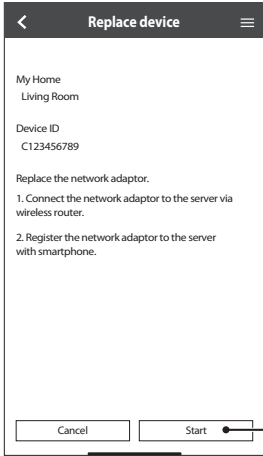 Replace device
My Home
Living Room
Device ID
C123456789
Replace the network adaptor.
1. Connect the network adaptor to the server via
wireless router.
2. Register the network adaptor to the server
with smartphone.
Cancel
Start